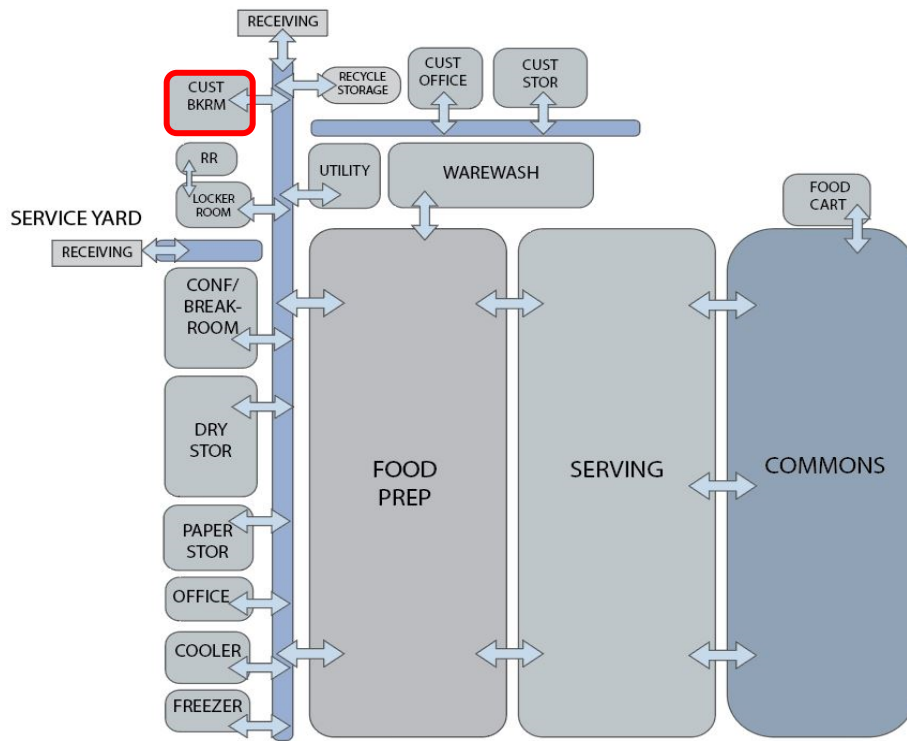 RECEIVING
RECYCLE
STORAGE
CUST
OFFICE
CUST
STOR
CUST
BKRM
RR
LOCKER
ROOM
UTILITY
WAREWASH
FOOD
CART
SERVICE YARD
RECEIVING
CONF/
BREAK-
ROOM
DRY
STOR
FOOD
PREP
SERVING
COMMONS
PAPER
STOR
OFFICE
COOLER
FREEZER